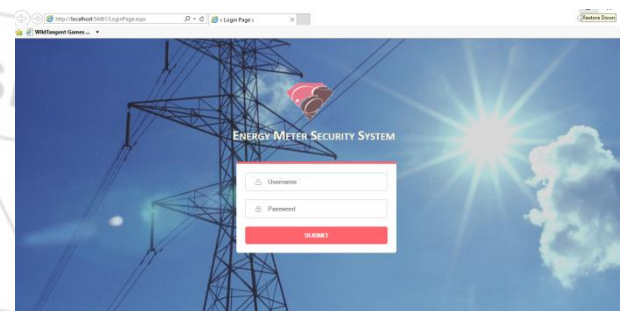 http://localhost:54481/LoginPage.aspx
: Login Page :
Restore Down
WildTangent Games ...
ENERGY METER SECURITY SYSTEM
Username
Password
SUBMIT